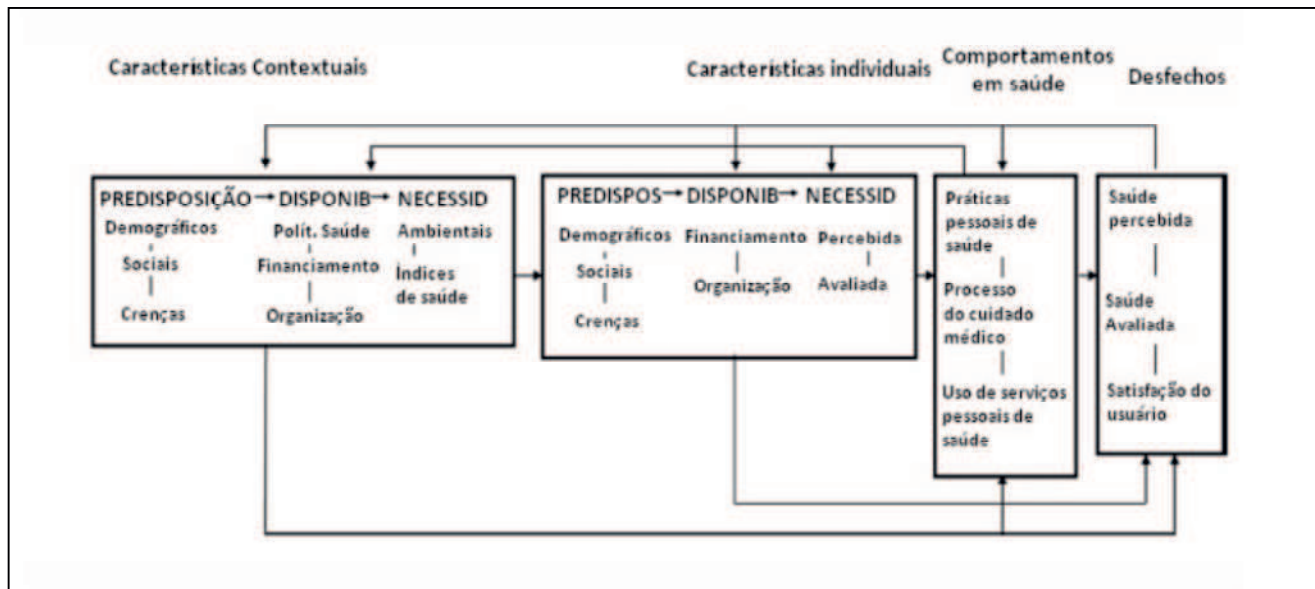 Características Contextuais
Características individuais
Comportamentos
em saúde
Desfechos
PREDISPOSIÇÃO → DISPONIB → NECESSID
Demográficos
Sociais
Crenças
Polít. Saúde
Financiamento
Organização
Ambientais
Índices
de saúde
PREDISPOS → DISPONIB → NECESSID
Demográficos
Sociais
Crenças
Financiamento
Organização
Percebida
Avaliada
Práticas
pessoais de
saúde
Processo
do cuidado
médico
Uso de serviços
pessoais de
saúde
Saúde
percebida
Saúde
Avaliada
Satisfação do
usuário